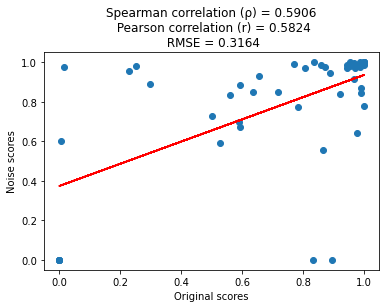 Spearman correlation (ρ) = 0.5906
Pearson correlation (r) = 0.5824
RMSE = 0.3164
1.0
0.8
0.6
0.4
0.2
0.0
Noise scores
0.0 0.2 0.4 0.6 0.8 1.0
Original scores